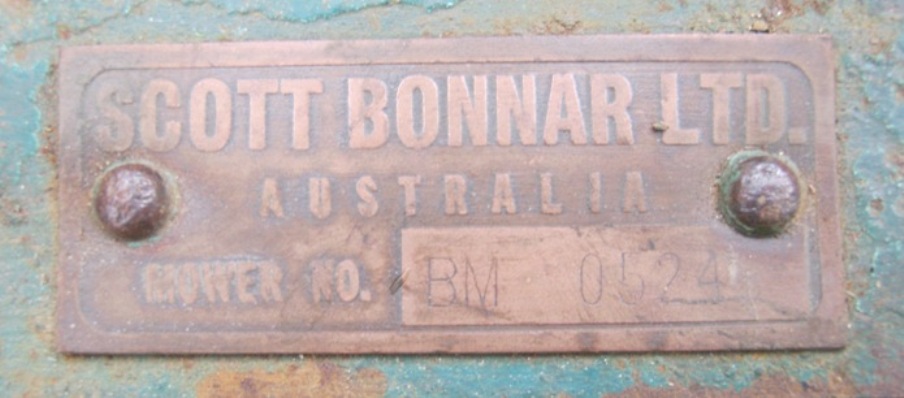 SCOTT BONNAR LTD.
AUSTRALIA
MOWER NO. BM 0524